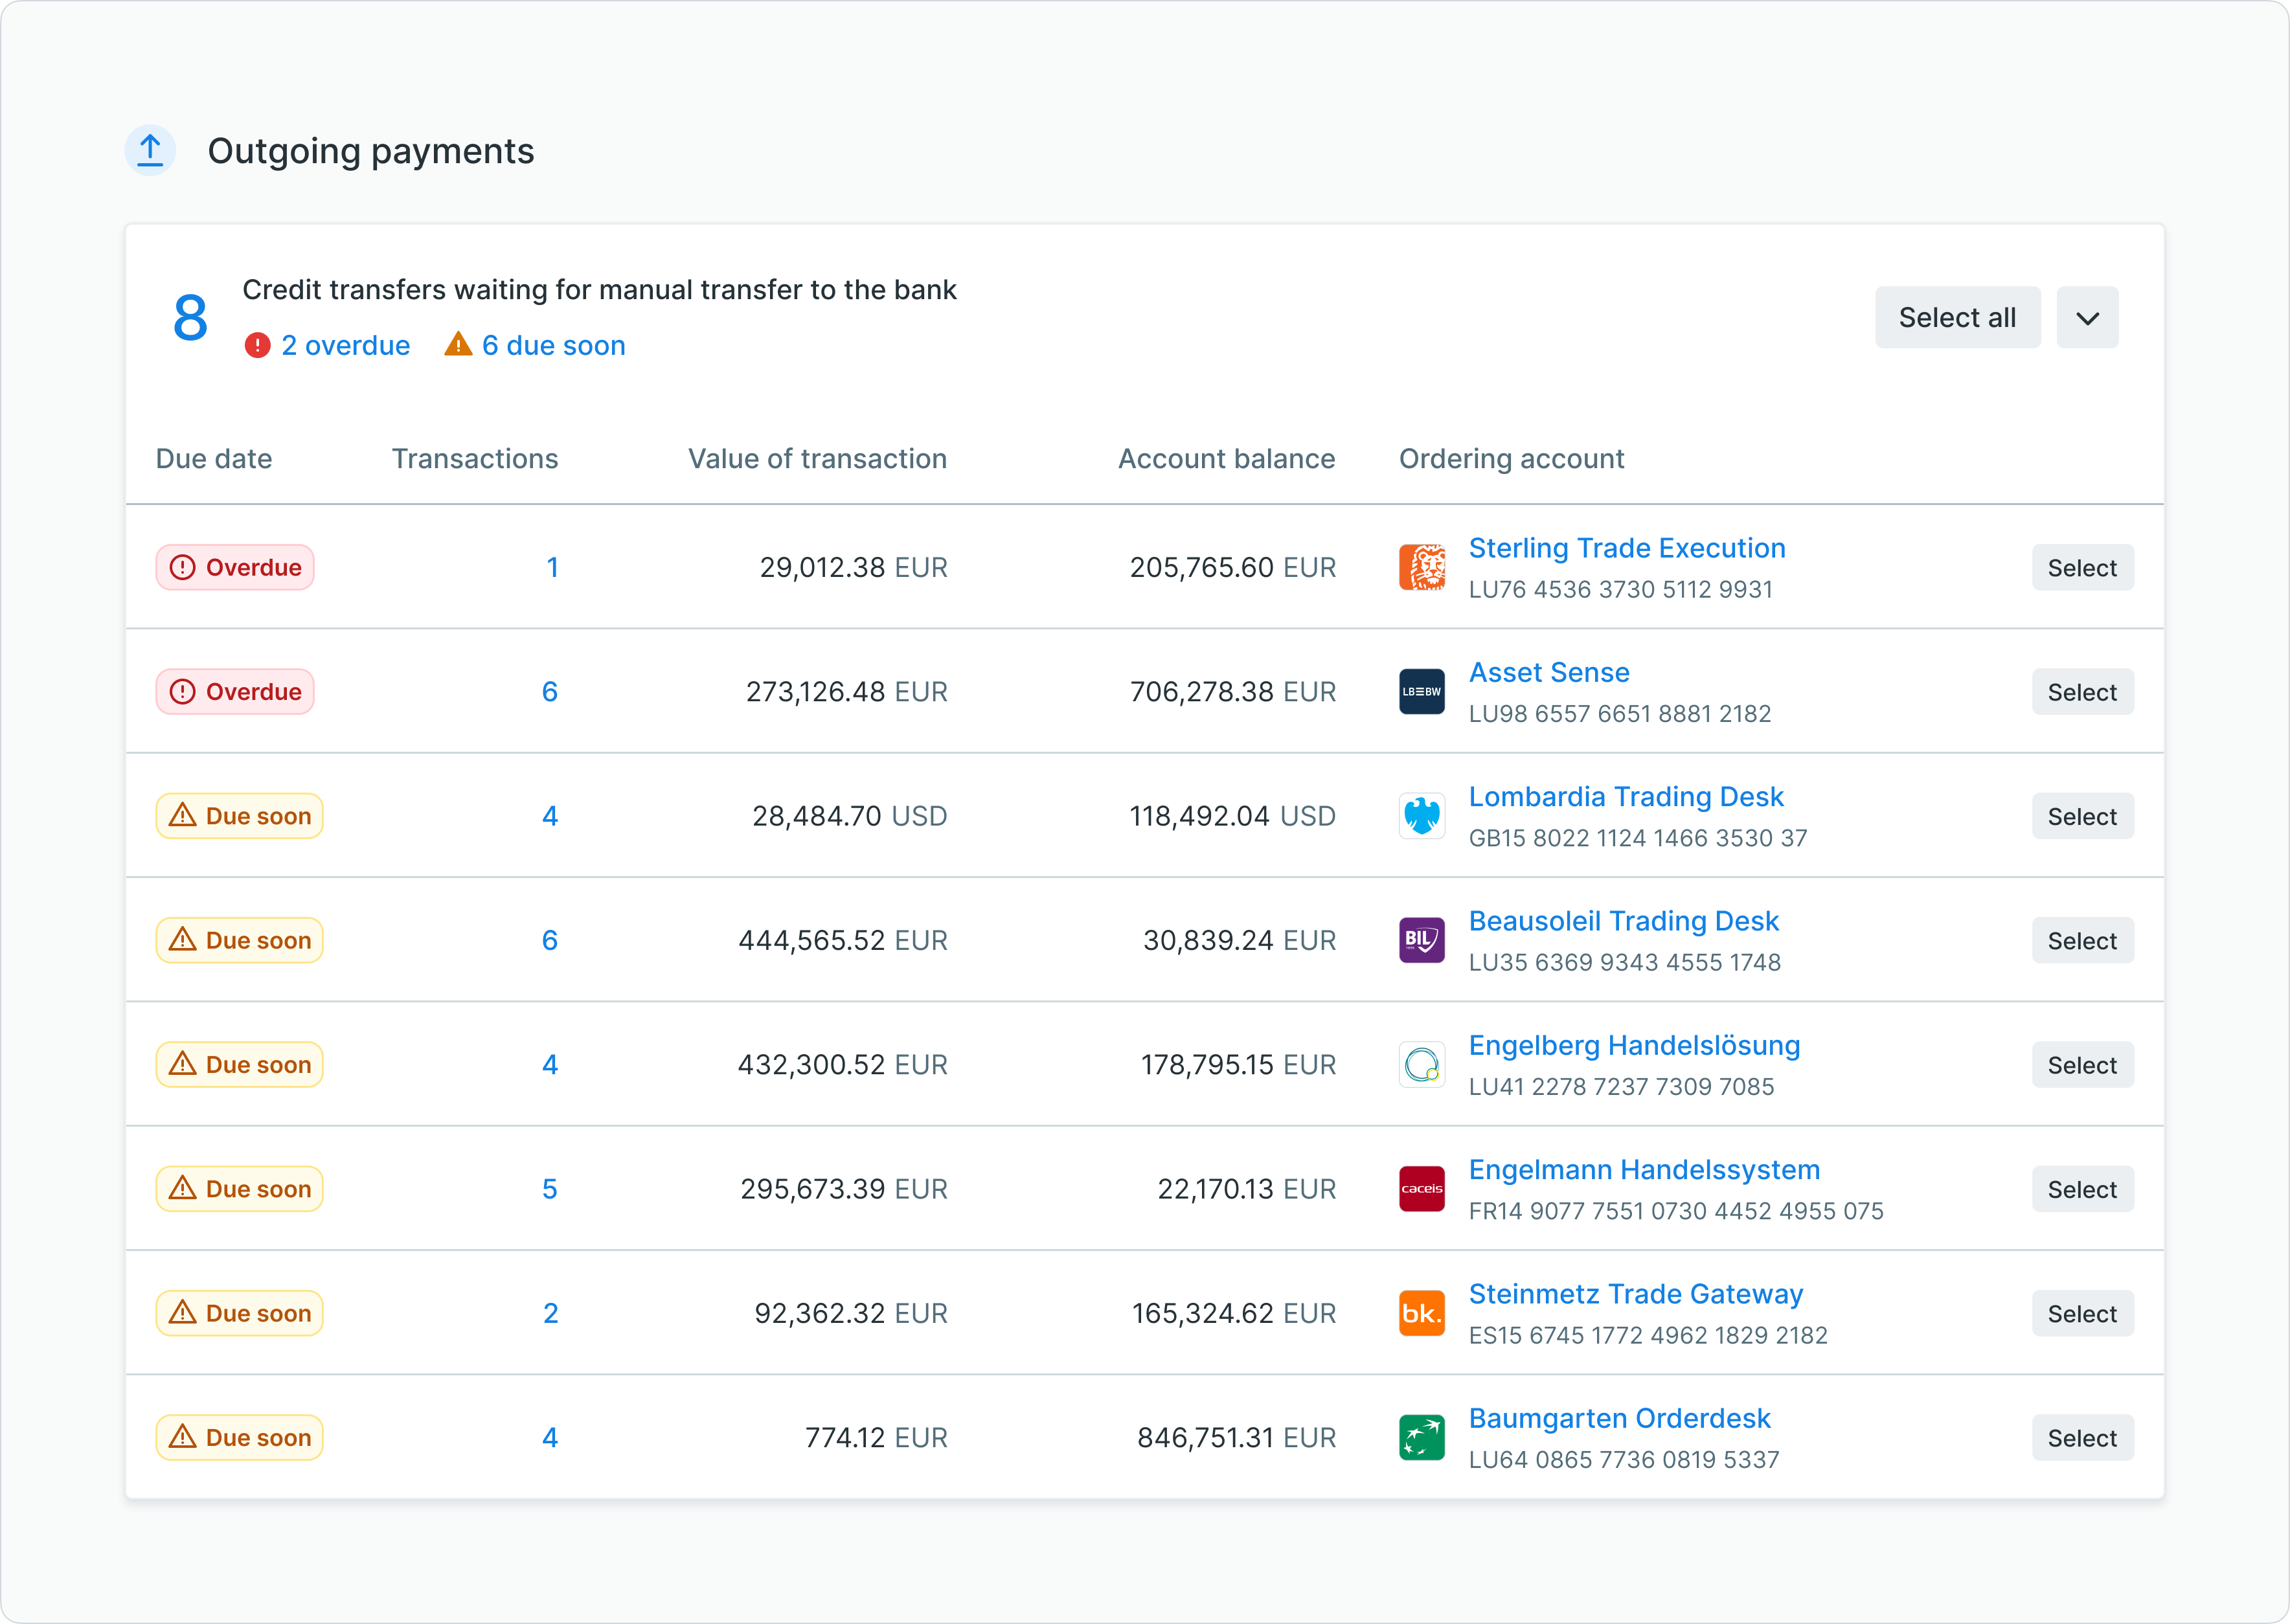 Outgoing payments
8
Credit transfers waiting for manual transfer to the bank
2 overdue 6 due soon
Select all
Due date Transactions Value of transaction Account balance Ordering account
Overdue 1 29,012.38 EUR 205,765.60 EUR Sterling Trade Execution
LU76 4536 3730 5112 9931
Select
Overdue 6 273,126.48 EUR 706,278.38 EUR LBBW Asset Sense
LU98 6557 6651 8881 2182
Select
Due soon 4 28,484.70 USD 118,492.04 USD Lombardia Trading Desk
GB15 8022 1124 1466 3530 37
Select
Due soon 6 444,565.52 EUR 30,839.24 EUR BIL Beausoleil Trading Desk
LU35 6369 9343 4555 1748
Select
Due soon 4 432,300.52 EUR 178,795.15 EUR Engelberg Handelslösung
LU41 2278 7237 7309 7085
Select
Due soon 5 295,673.39 EUR 22,170.13 EUR caceis Engelmann Handelssystem
FR14 9077 7551 0730 4452 4955 075
Select
Due soon 2 92,362.32 EUR 165,324.62 EUR bk. Steinmetz Trade Gateway
ES15 6745 1772 4962 1829 2182
Select
Due soon 4 774.12 EUR 846,751.31 EUR Baumgarten Orderdesk
LU64 0865 7736 0819 5337
Select